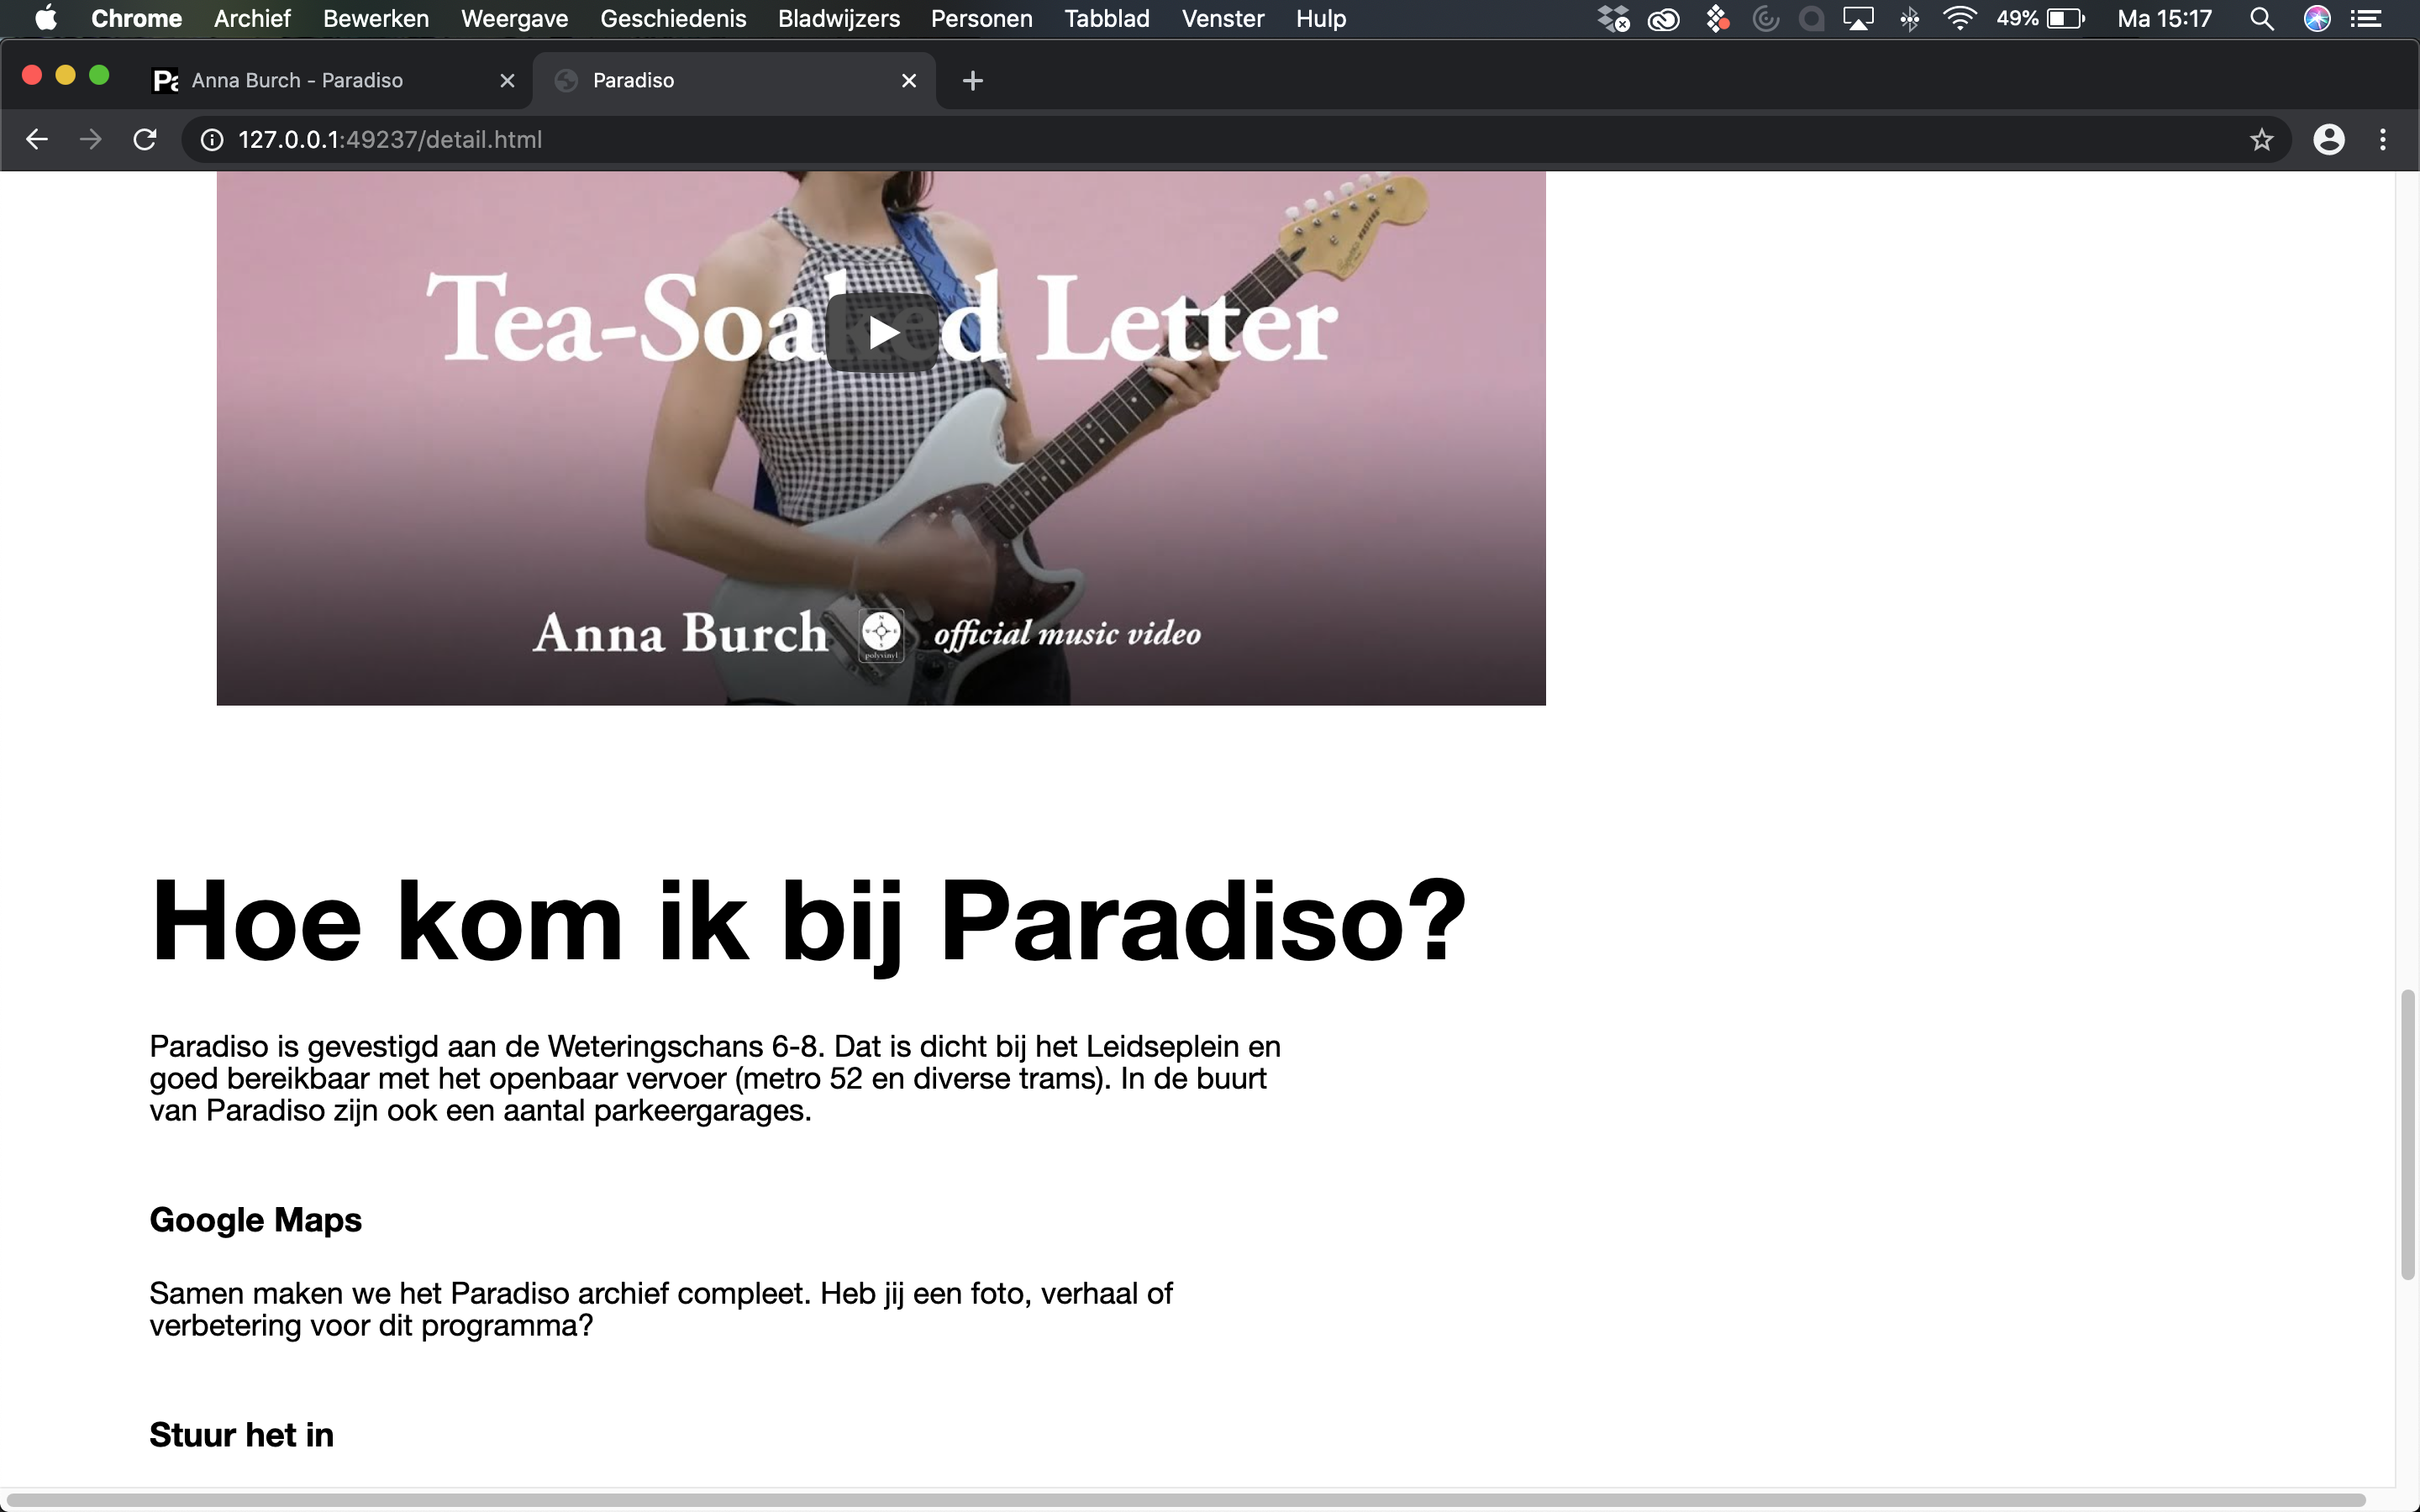 Chrome Archief Bewerken Weergave Geschiedenis Bladwijzers Personen Tabblad Venster Hulp 49% Ma 15:17
Pa Anna Burch - Paradiso Paradiso
127.0.0.1:49237/detail.html
Tea-Soaked Letter
Anna Burch polyvinyl official music video
Hoe kom ik bij Paradiso?
Paradiso is gevestigd aan de Weteringschans 6-8. Dat is dicht bij het Leidseplein en
goed bereikbaar met het openbaar vervoer (metro 52 en diverse trams). In de buurt
van Paradiso zijn ook een aantal parkeergarages.
Google Maps
Samen maken we het Paradiso archief compleet. Heb jij een foto, verhaal of
verbetering voor dit programma?
Stuur het in